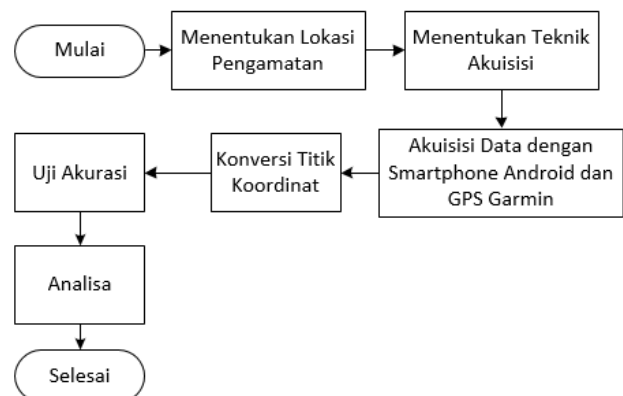 Mulai
Menentukan Lokasi
Pengamatan
Menentukan Teknik
Akuisisi
Akuisisi Data dengan
Smartphone Android dan
GPS Garmin
Konversi Titik
Koordinat
Uji Akurasi
Analisa
Selesai